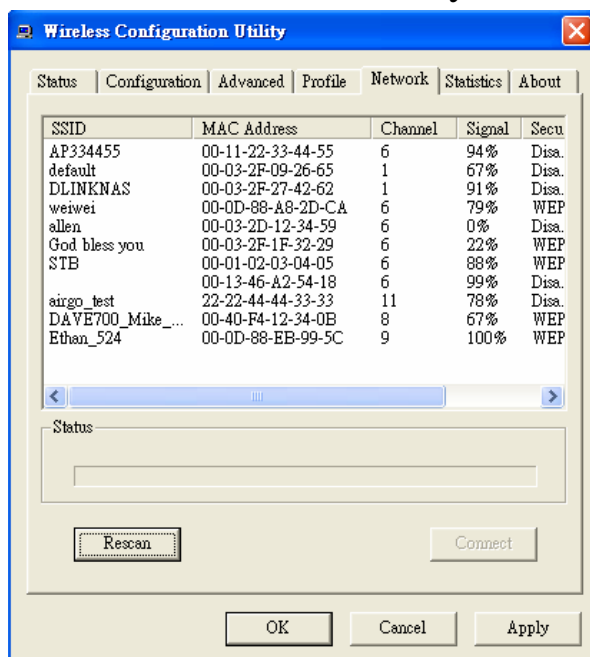 Wireless Configuration Utility
Status Configuration Advanced Profile Network Statistics About
SSID MAC Address Channel Signal Secu
AP334455 00-11-22-33-44-55 6 94% Disa.
default 00-03-2F-09-26-65 1 67% Disa.
DLINKNAS 00-03-2F-27-42-62 1 91% Disa.
weiwei 00-0D-88-A8-2D-CA 6 79% WEP
allen 00-03-2D-12-34-59 6 0% Disa.
God bless you 00-03-2F-1F-32-29 6 22% WEP
STB 00-01-02-03-04-05 6 88% WEP
00-13-46-A2-54-18 6 99% Disa.
airgo_test 22-22-44-44-33-33 11 78% Disa.
DAVE700_Mike_... 00-40-F4-12-34-0B 8 67% WEP
Ethan_524 00-0D-88-EB-99-5C 9 100% WEP
Status
Rescan Connect
OK Cancel Apply